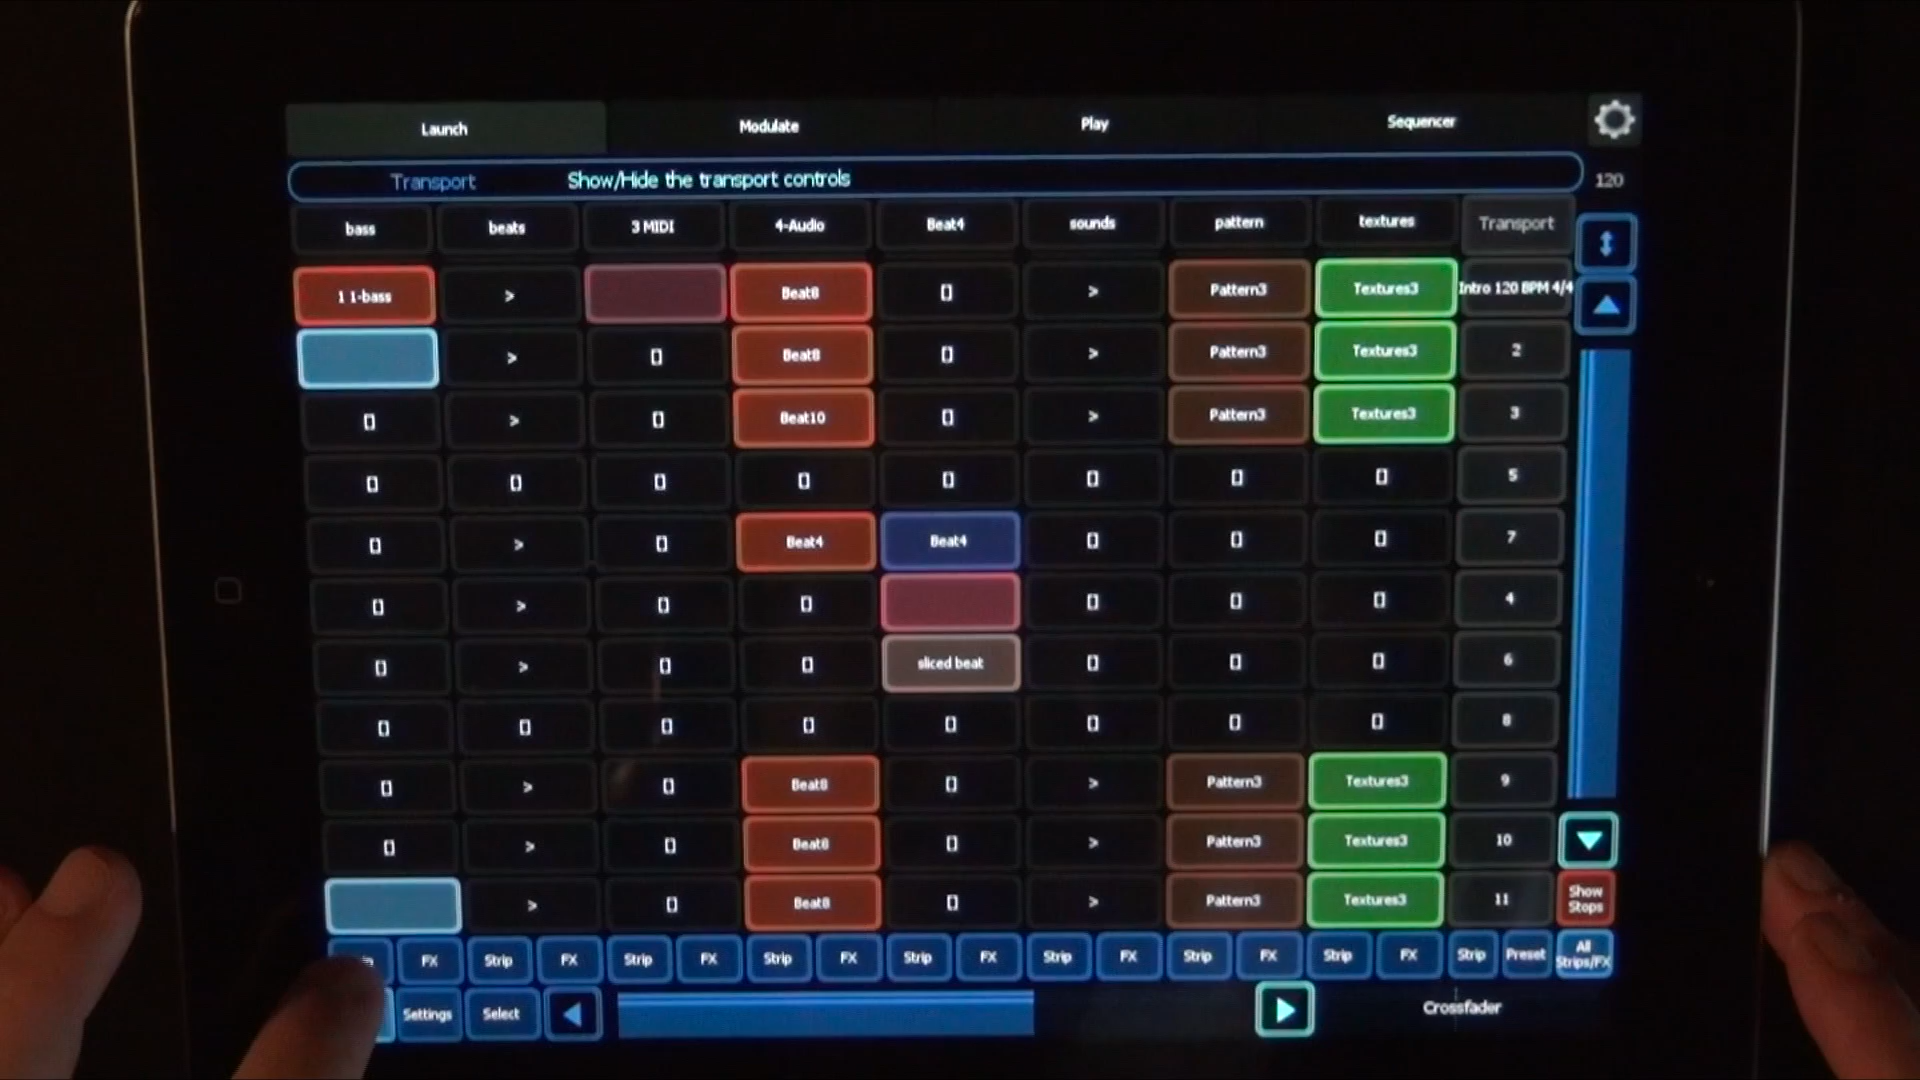 Launch Modulate Play Sequencer
Transport Show/Hide the transport controls 120
bass beats 3 MIDI 4-Audio Beat4 sounds pattern textures Transport
1 1-bass > Beat8 [] > Pattern3 Textures3 Intro 120 BPM 4/4
> [] Beat8 [] > Pattern3 Textures3 2
[] > [] Beat10 [] > Pattern3 Textures3 3
[] [] [] [] [] [] [] [] 5
[] > [] Beat4 Beat4 [] [] [] 7
[] > [] [] [] [] [] 4
[] > [] [] sliced beat [] [] [] 6
[] [] [] [] [] [] [] [] 8
[] > [] Beat8 [] > Pattern3 Textures3 9
[] > [] Beat8 [] > Pattern3 Textures3 10
> [] Beat8 [] > Pattern3 Textures3 11
Show
Stops
FX Strip FX Strip FX Strip FX Strip FX Strip FX Strip FX Strip FX Strip Preset All
Strips/FX
Settings Select Crossfader